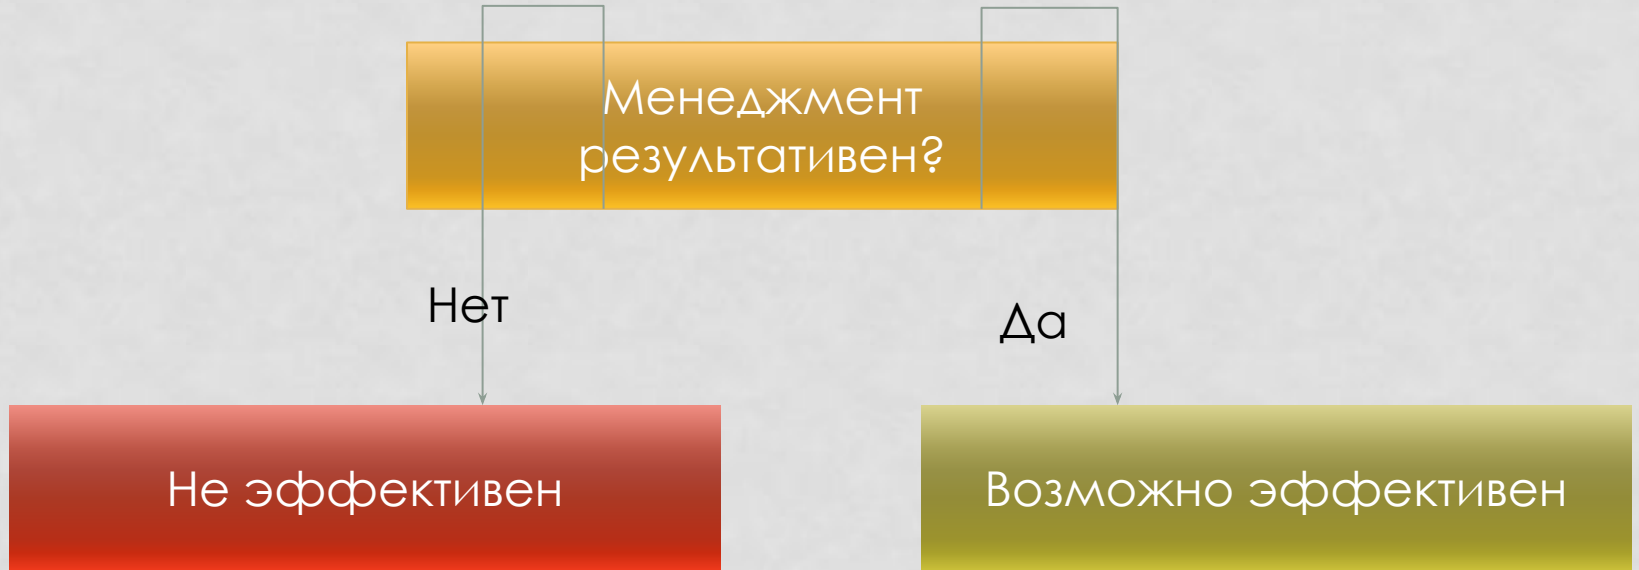 Менеджмент
результативен?
Нет
Да
Не эффективен
Возможно эффективен